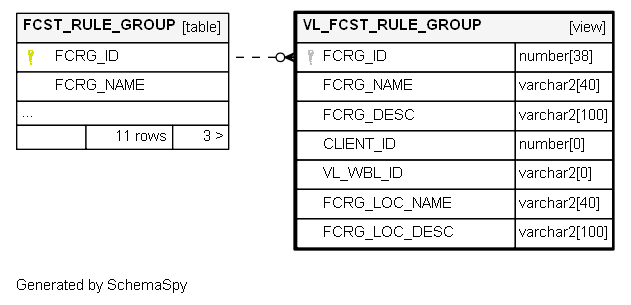 FCST_RULE_GROUP [table]
FCRG_ID
FCRG_NAME
...
11 rows 3 >
VL_FCST_RULE_GROUP [view]
FCRG_ID number[38]
FCRG_NAME varchar2[40]
FCRG_DESC varchar2[100]
CLIENT_ID number[0]
VL_WBL_ID varchar2[0]
FCRG_LOC_NAME varchar2[40]
FCRG_LOC_DESC varchar2[100]
Generated by SchemaSpy